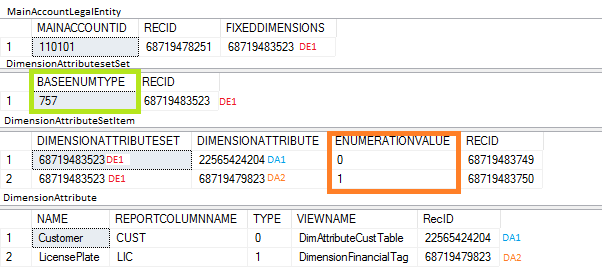 MainAccountLegalEntity
MAINACCOUNTID RECID FIXEDDIMENSIONS
1 110101 68719478251 68719483523 DE1
DimensionAttributesetSet
BASEENUMTYPE RECID
1 757 68719483523 DE1
DimensionAttributeSetItem
DIMENSIONATTRIBUTESET DIMENSIONATTRIBUTE ENUMERATIONVALUE RECID
1 68719483523 DE1 22565424204 DA1 0 68719483749
2 68719483523 DE1 68719479823 DA2 1 68719483750
DimensionAttribute
NAME REPORTCOLUMNNAME TYPE VIEWNAME RecID
1 Customer CUST 0 DimAttributeCustTable 22565424204 DA1
2 LicensePlate LIC 1 DimensionFinancialTag 68719479823 DA2